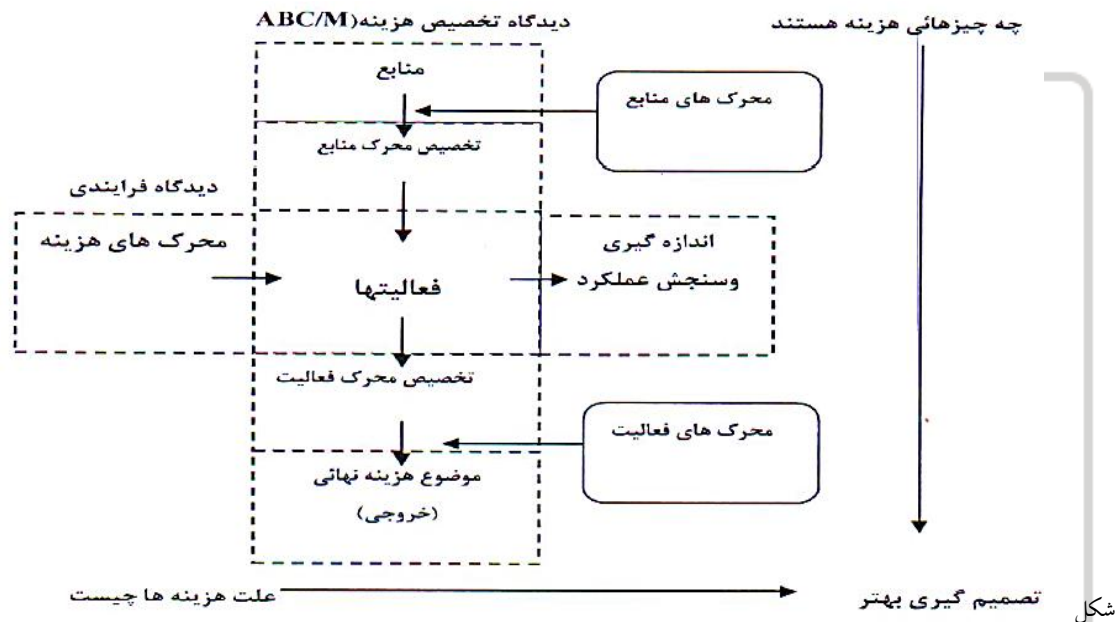 دیدگاه تخصیص هزینه(ABC/M
چه چیزهائی هزینه هستند
منابع
محرک های منابع
تخصیص محرک منابع
دیدگاه فرایندی
محرک های هزینه
اندازه گیری
وسنجش عملکرد
فعالیتها
تخصیص محرک فعالیت
محرک های فعالیت
موضوع هزینه نهائی
(خروجی)
علت هزینه ها چیست
تصمیم گیری بهتر
شکل